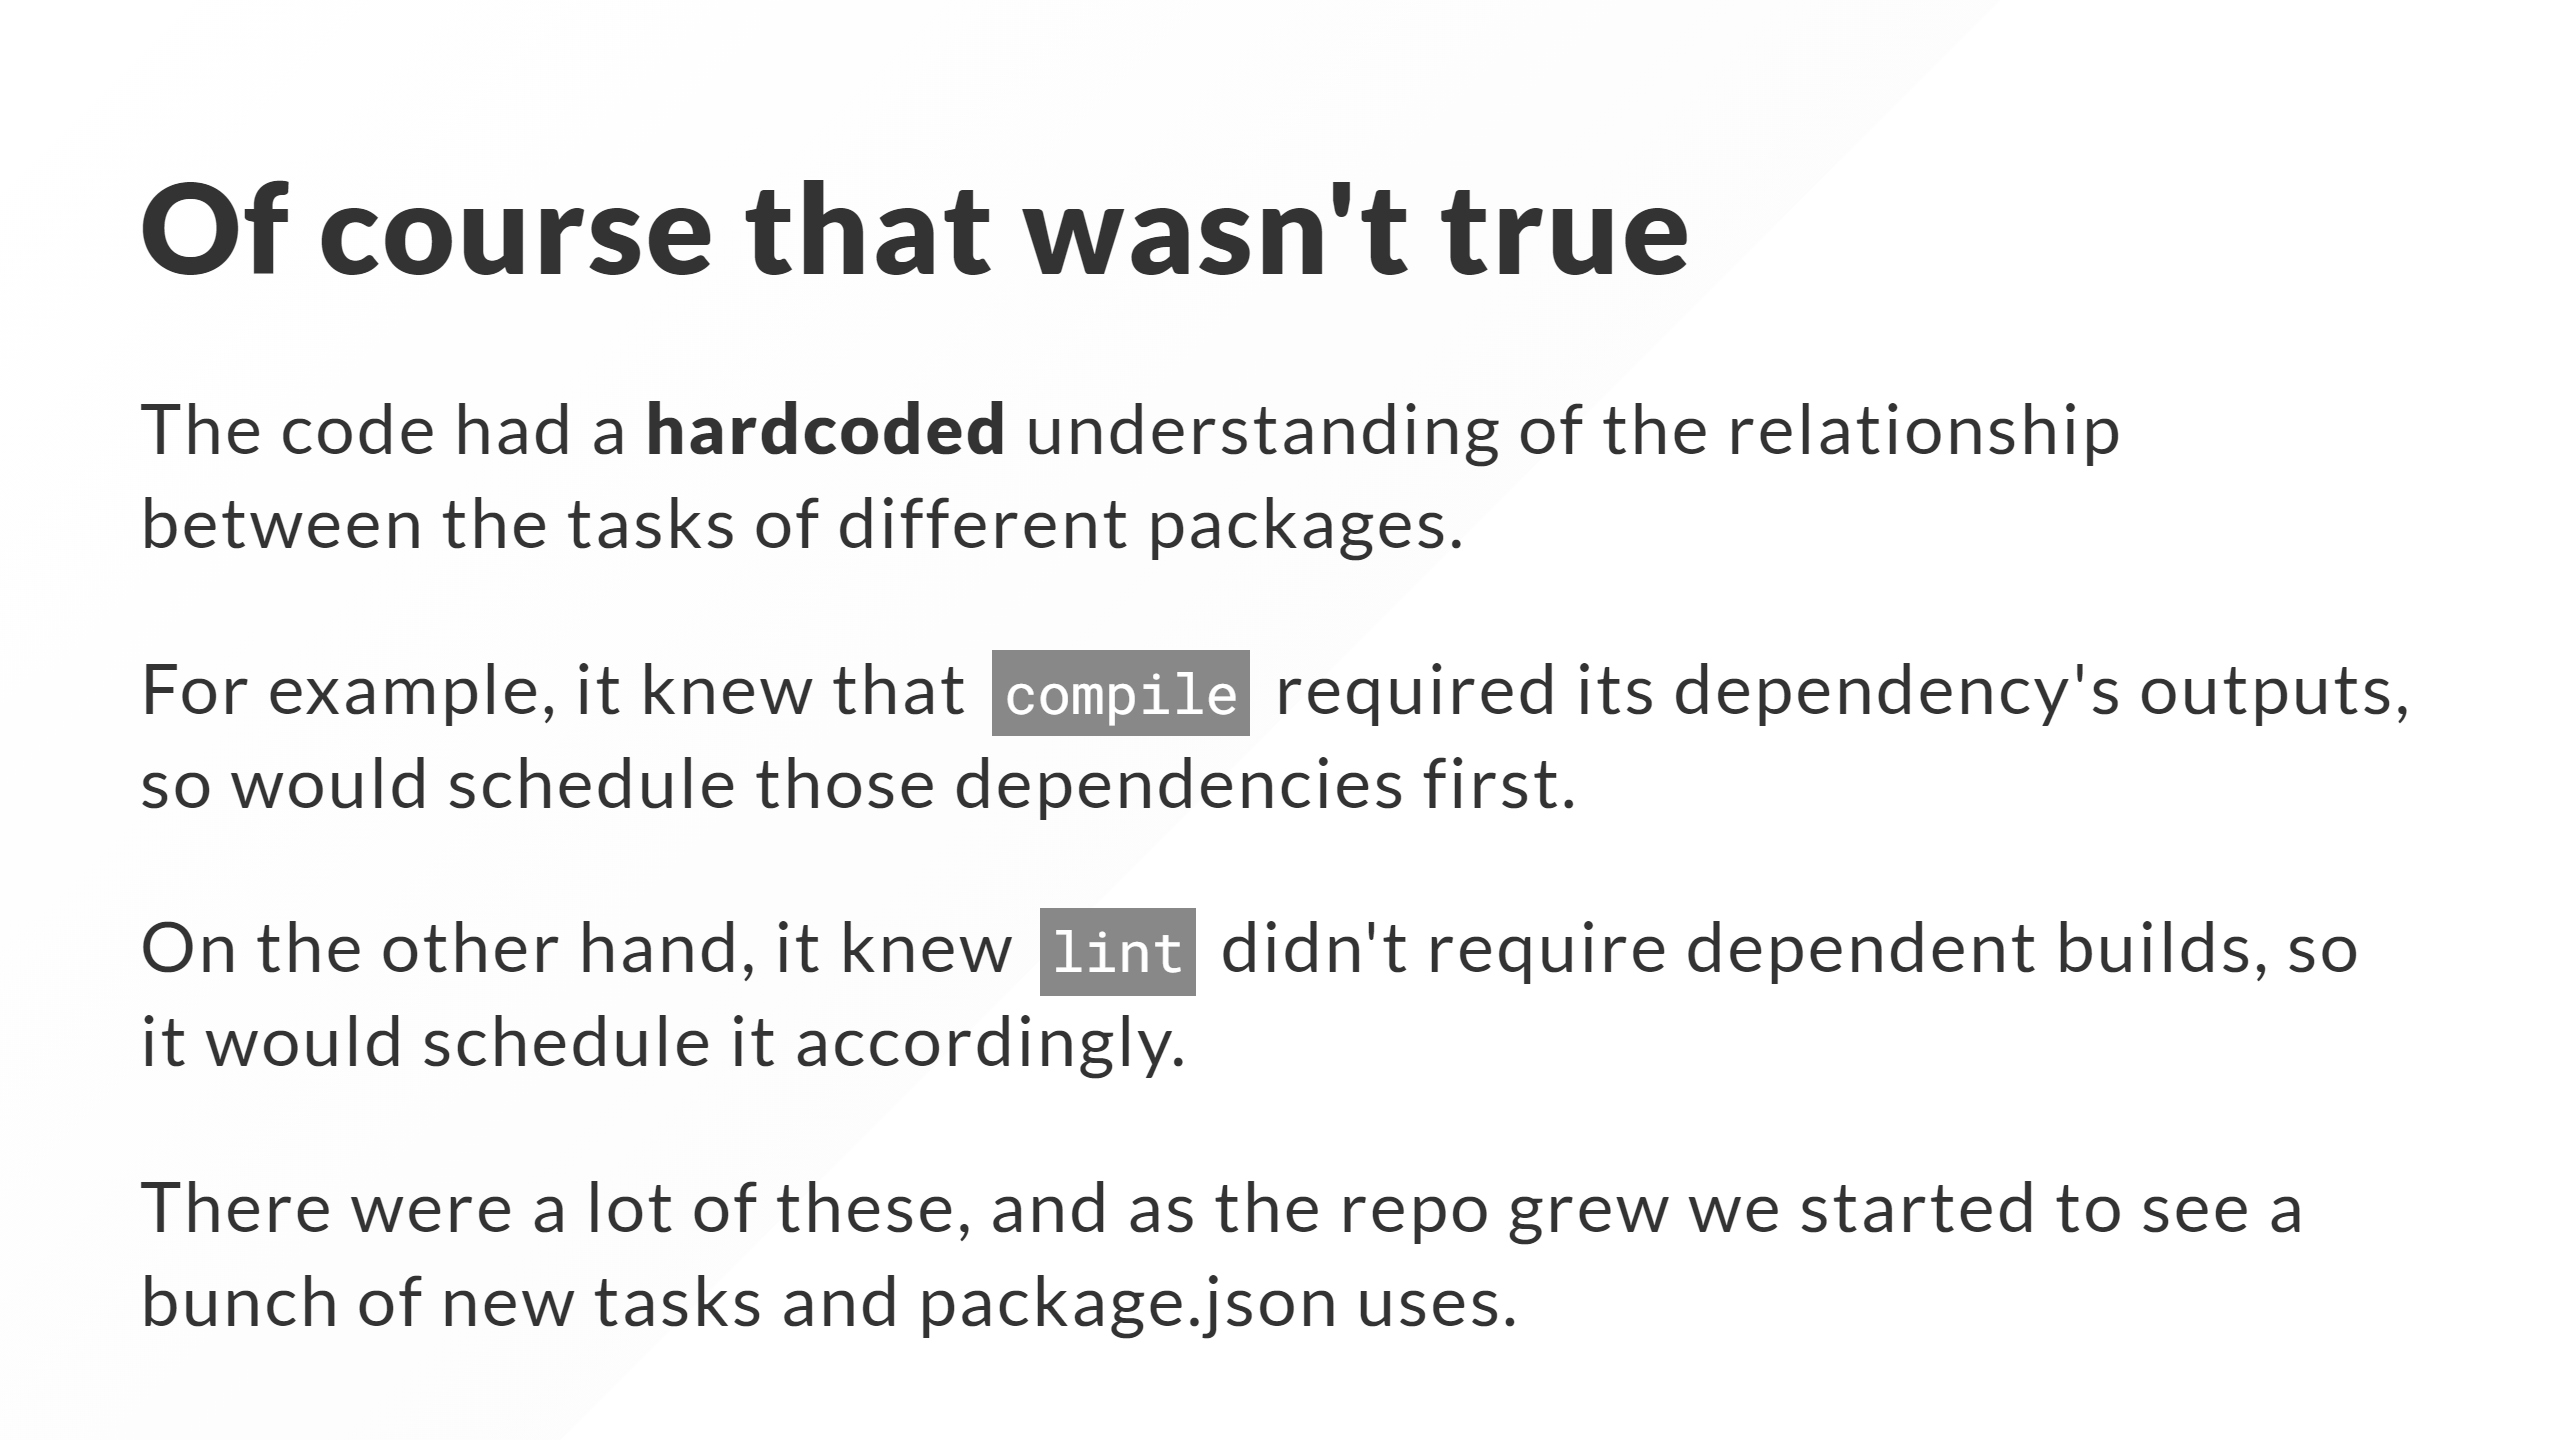 Of course that wasn't true
The code had a hardcoded understanding of the relationship
between the tasks of different packages.
For example, it knew that compile required its dependency's outputs,
so would schedule those dependencies first.
On the other hand, it knew lint didn't require dependent builds, so
it would schedule it accordingly.
There were a lot of these, and as the repo grew we started to see a
bunch of new tasks and package.json uses.